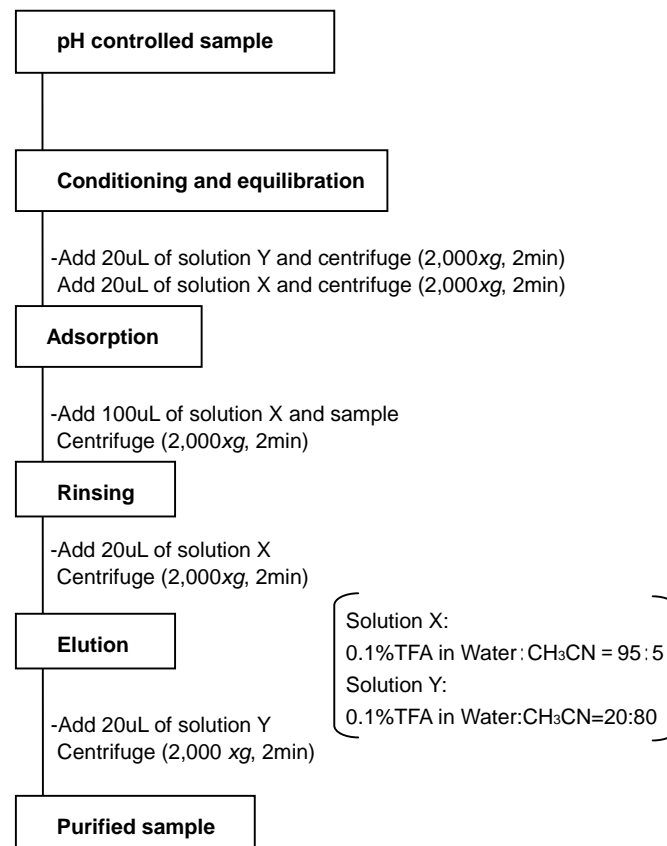 pH controlled sample
Conditioning and equilibration
-Add 20uL of solution Y and centrifuge (2,000xg, 2min)
Add 20uL of solution X and centrifuge (2,000xg, 2min)
Adsorption
-Add 100uL of solution X and sample
Centrifuge (2,000xg, 2min)
Rinsing
-Add 20uL of solution X
Centrifuge (2,000xg, 2min)
Elution
Solution X:
0.1%TFA in Water:CH₃CN = 95:5
Solution Y:
0.1%TFA in Water:CH₃CN=20:80
-Add 20uL of solution Y
Centrifuge (2,000 xg, 2min)
Purified sample